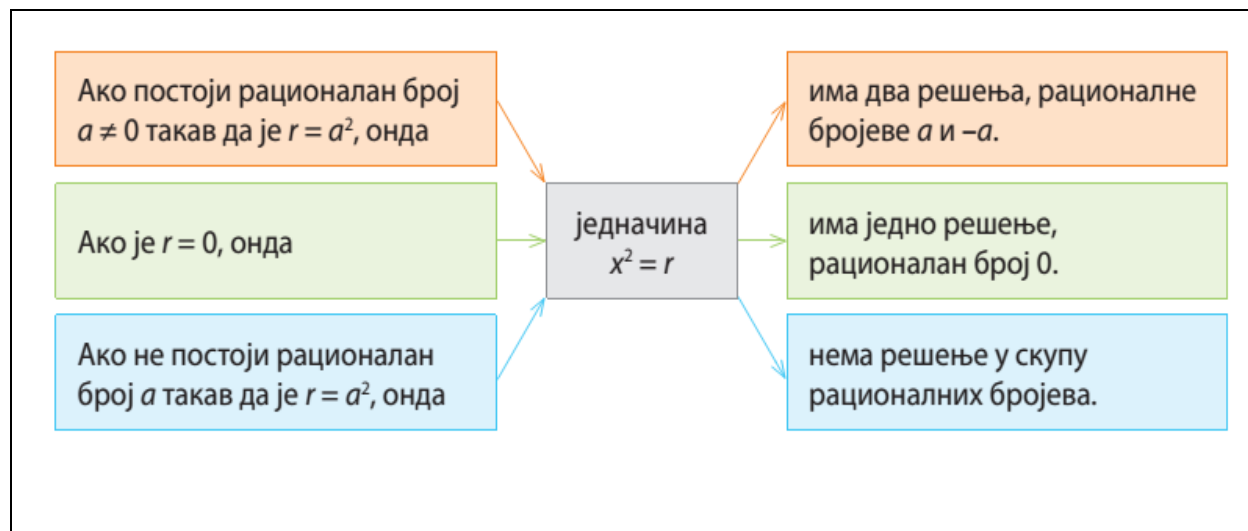 Ако постоји рационалан број
a ≠ 0 такав да је r = a², онда
има два решења, рационалне
бројеве a и –a.
Ако је r = 0, онда
једначина
x² = r
има једно решење,
рационалан број 0.
Ако не постоји рационалан
број a такав да је r = a², онда
нема решење у скупу
рационалних бројева.